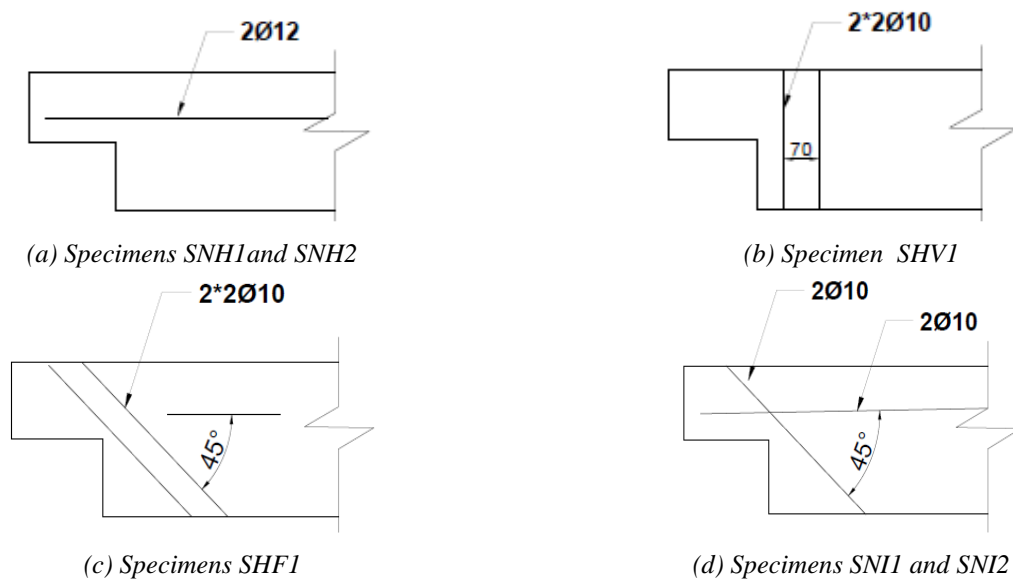 2Ø12
(a) Specimens SNH1and SNH2
2*2Ø10
70
(b) Specimen SHV1
2*2Ø10
45°
(c) Specimens SHF1
2Ø10
2Ø10
45°
(d) Specimens SNI1 and SNI2